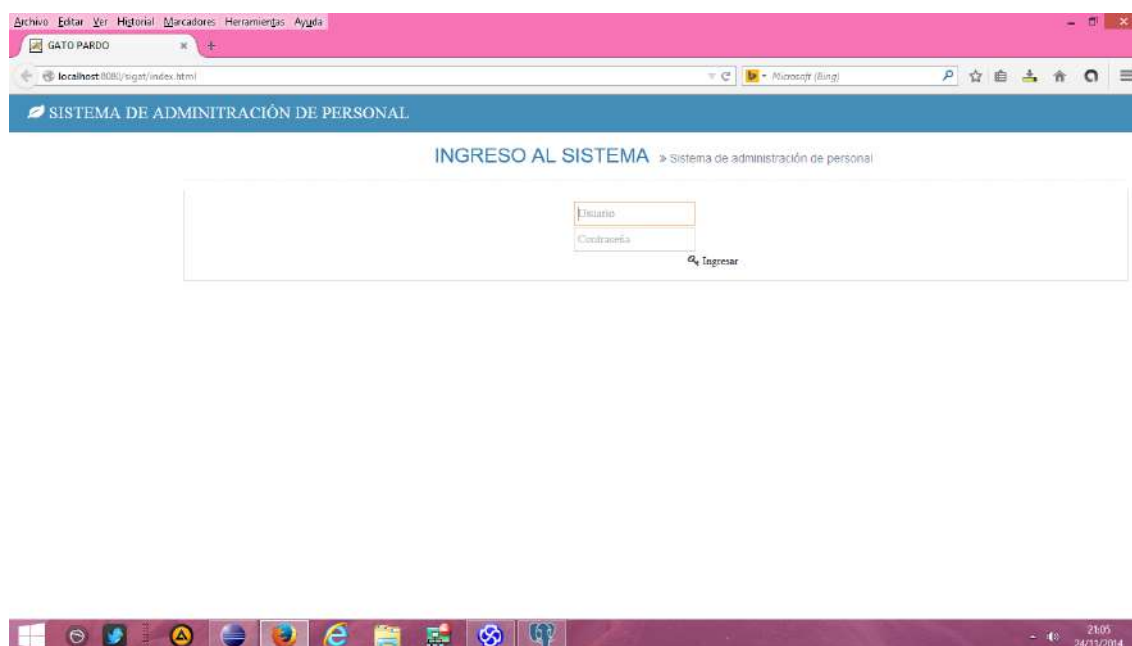 Archivo Editar Ver Historial Marcadores Herramientas Ayuda
GATO PARDO
localhost:8080/sigat/index.html
Microsoft (Bing)
SISTEMA DE ADMINITRACIÓN DE PERSONAL
INGRESO AL SISTEMA » Sistema de administración de personal
Usuario
Contraseña
Ingresar
21:05
24/11/2014